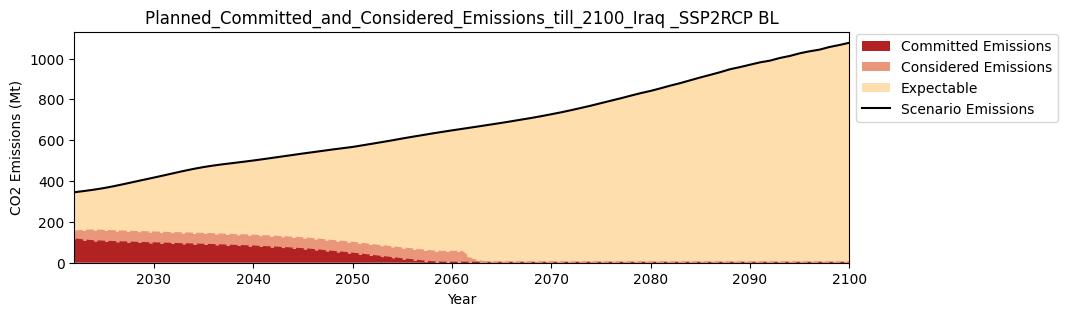 Planned_Committed_and_Considered_Emissions_till_2100_Iraq _SSP2RCP BL
1000
800
600
400
200
0
CO2 Emissions (Mt)
2030 2040 2050 2060 2070 2080 2090 2100
Year
Committed Emissions
Considered Emissions
Expectable
Scenario Emissions